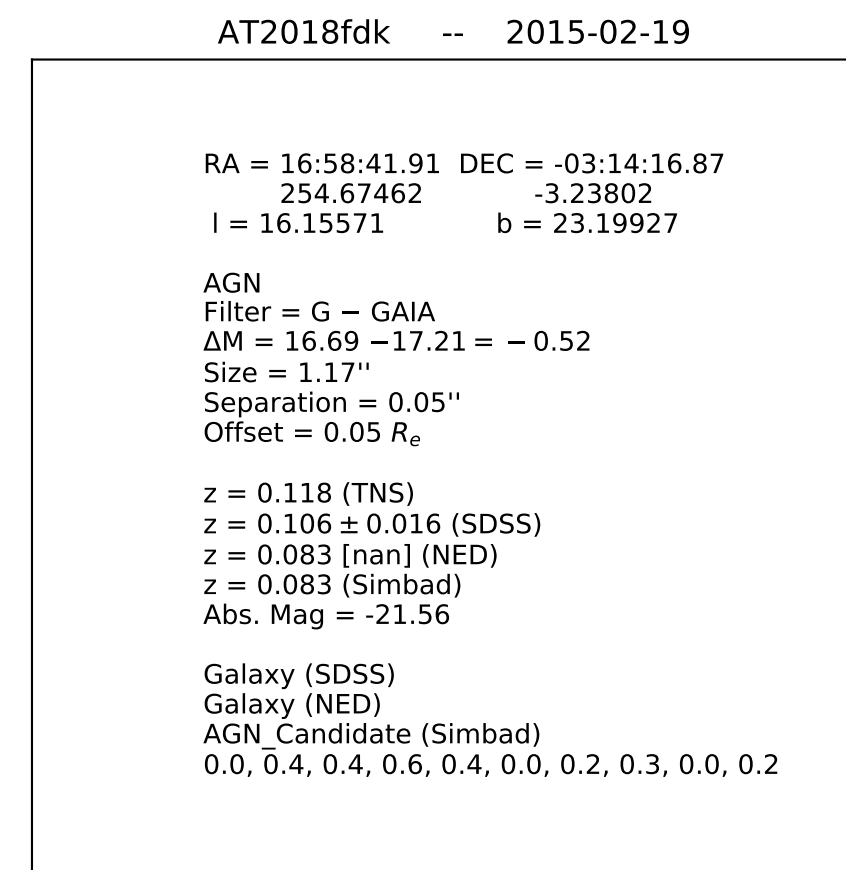 AT2018fdk -- 2015-02-19
RA = 16:58:41.91 DEC = -03:14:16.87
254.67462 -3.23802
l = 16.15571 b = 23.19927
AGN
Filter = G − GAIA
ΔM = 16.69 −17.21 = − 0.52
Size = 1.17''
Separation = 0.05''
Offset = 0.05 Re
z = 0.118 (TNS)
z = 0.106 ± 0.016 (SDSS)
z = 0.083 [nan] (NED)
z = 0.083 (Simbad)
Abs. Mag = -21.56
Galaxy (SDSS)
Galaxy (NED)
AGN_Candidate (Simbad)
0.0, 0.4, 0.4, 0.6, 0.4, 0.0, 0.2, 0.3, 0.0, 0.2